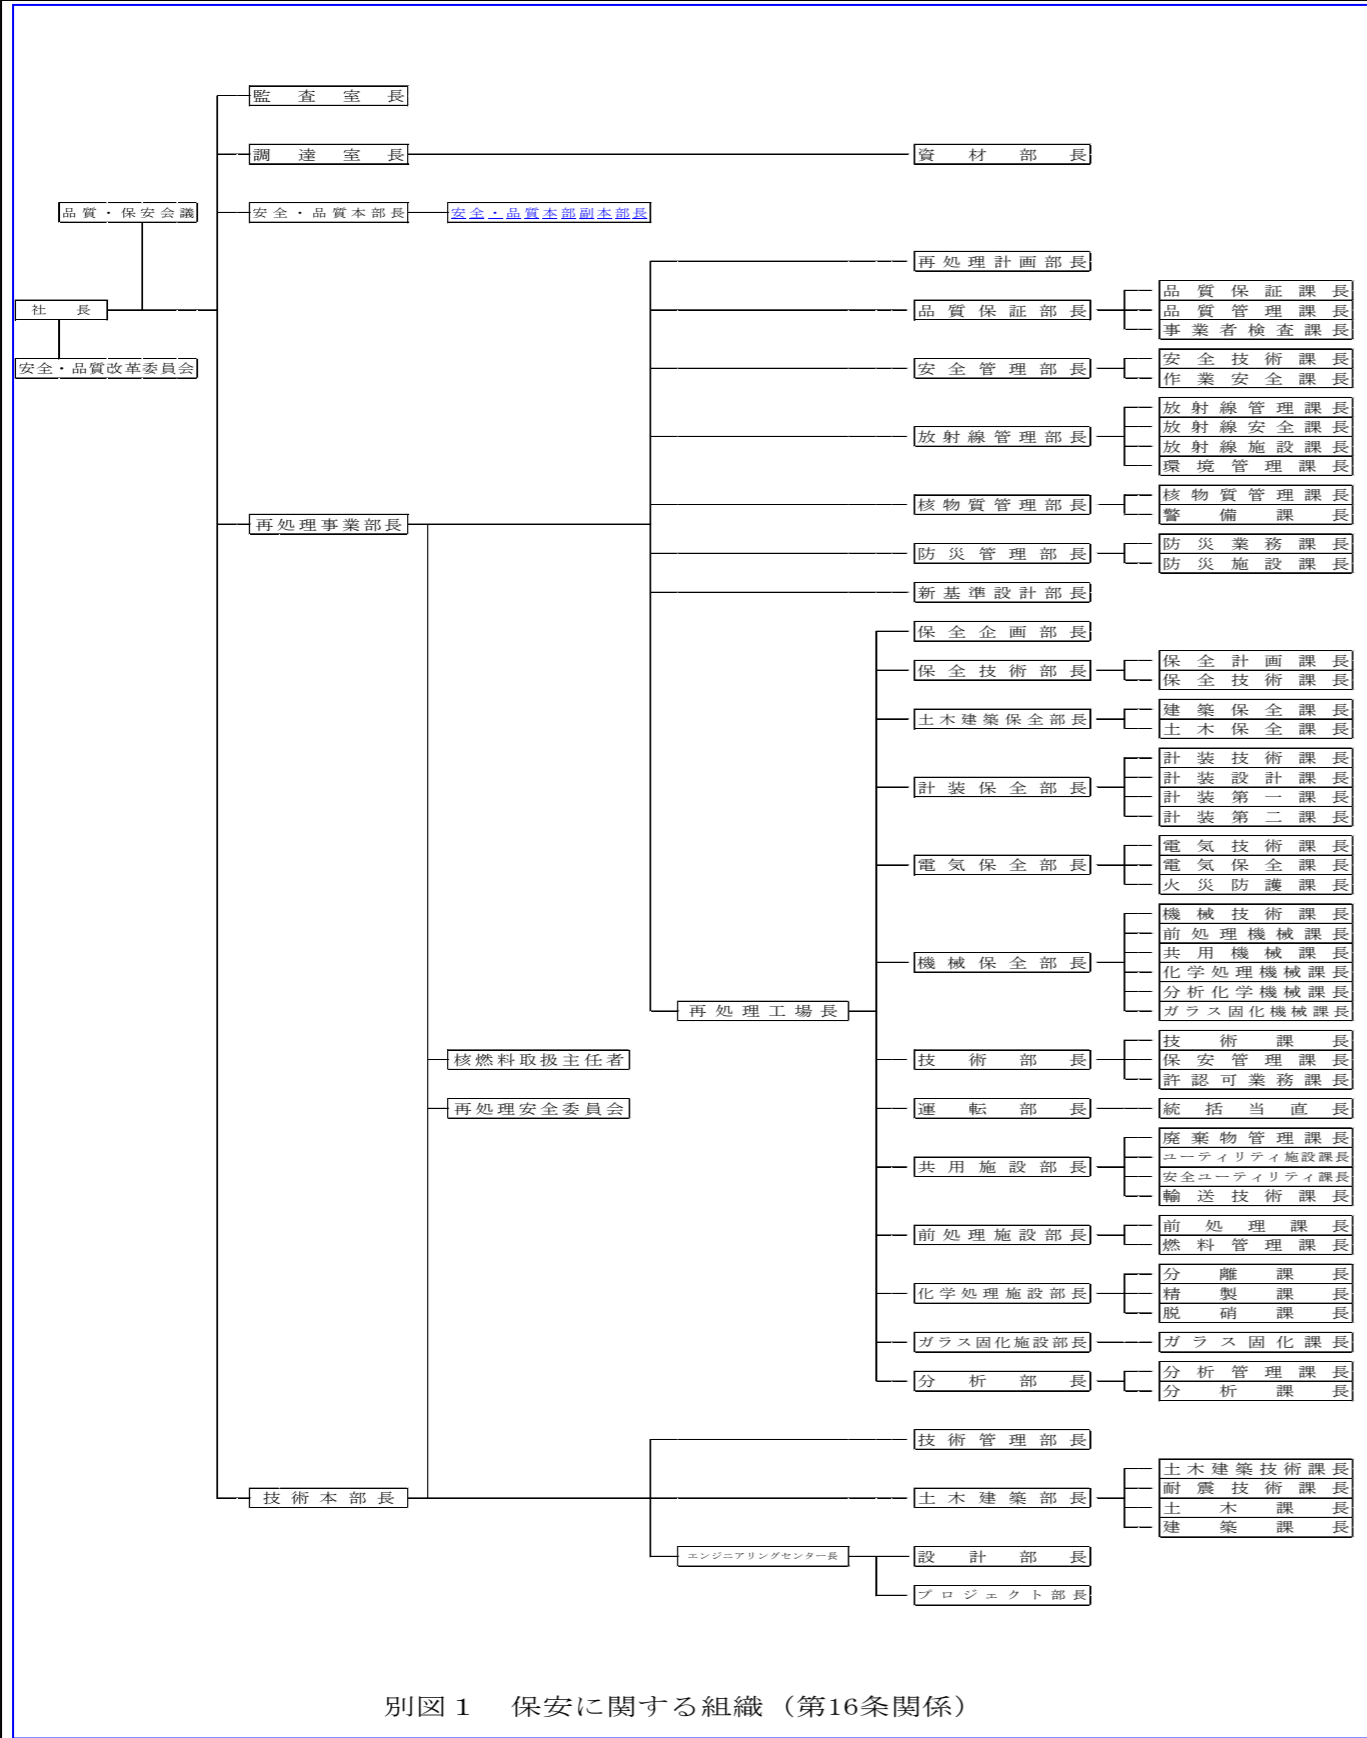 監査室長
調達室長
資材部長
品質・保安会議
安全・品質本部長
安全・品質本部副本部長
社長
安全・品質改革委員会
再処理事業部長
再処理計画部長
品質保証部長
品質保証課長
品質管理課長
事業者検査課長
安全管理部長
安全技術課長
作業安全課長
放射線管理部長
放射線管理課長
放射線安全課長
放射線施設課長
環境管理課長
核物質管理部長
核物質管理課長
警備課長
防災管理部長
防災業務課長
防災施設課長
新基準設計部長
再処理工場長
保全企画部長
保全技術部長
保全計画課長
保全技術課長
土木建築保全部長
建築保全課長
土木保全課長
計装保全部長
計装技術課長
計装設計課長
計装第一課長
計装第二課長
電気保全部長
電気技術課長
電気保全課長
火災防護課長
機械保全部長
機械技術課長
前処理機械課長
共用機械課長
化学処理機械課長
分析化学機械課長
ガラス固化機械課長
技術部長
技術課長
保安管理課長
許認可業務課長
運転部長
統括当直長
共用施設部長
廃棄物管理課長
ユーティリティ施設課長
安全ユーティリティ課長
輸送技術課長
前処理施設部長
前処理課長
燃料管理課長
化学処理施設部長
分離課長
精製課長
脱硝課長
ガラス固化施設部長
ガラス固化課長
分析部長
分析管理課長
分析課長
核燃料取扱主任者
再処理安全委員会
技術本部長
技術管理部長
土木建築部長
土木建築技術課長
耐震技術課長
土木課長
建築課長
エンジニアリングセンター長
設計部長
プロジェクト部長
別図1 保安に関する組織(第16条関係)